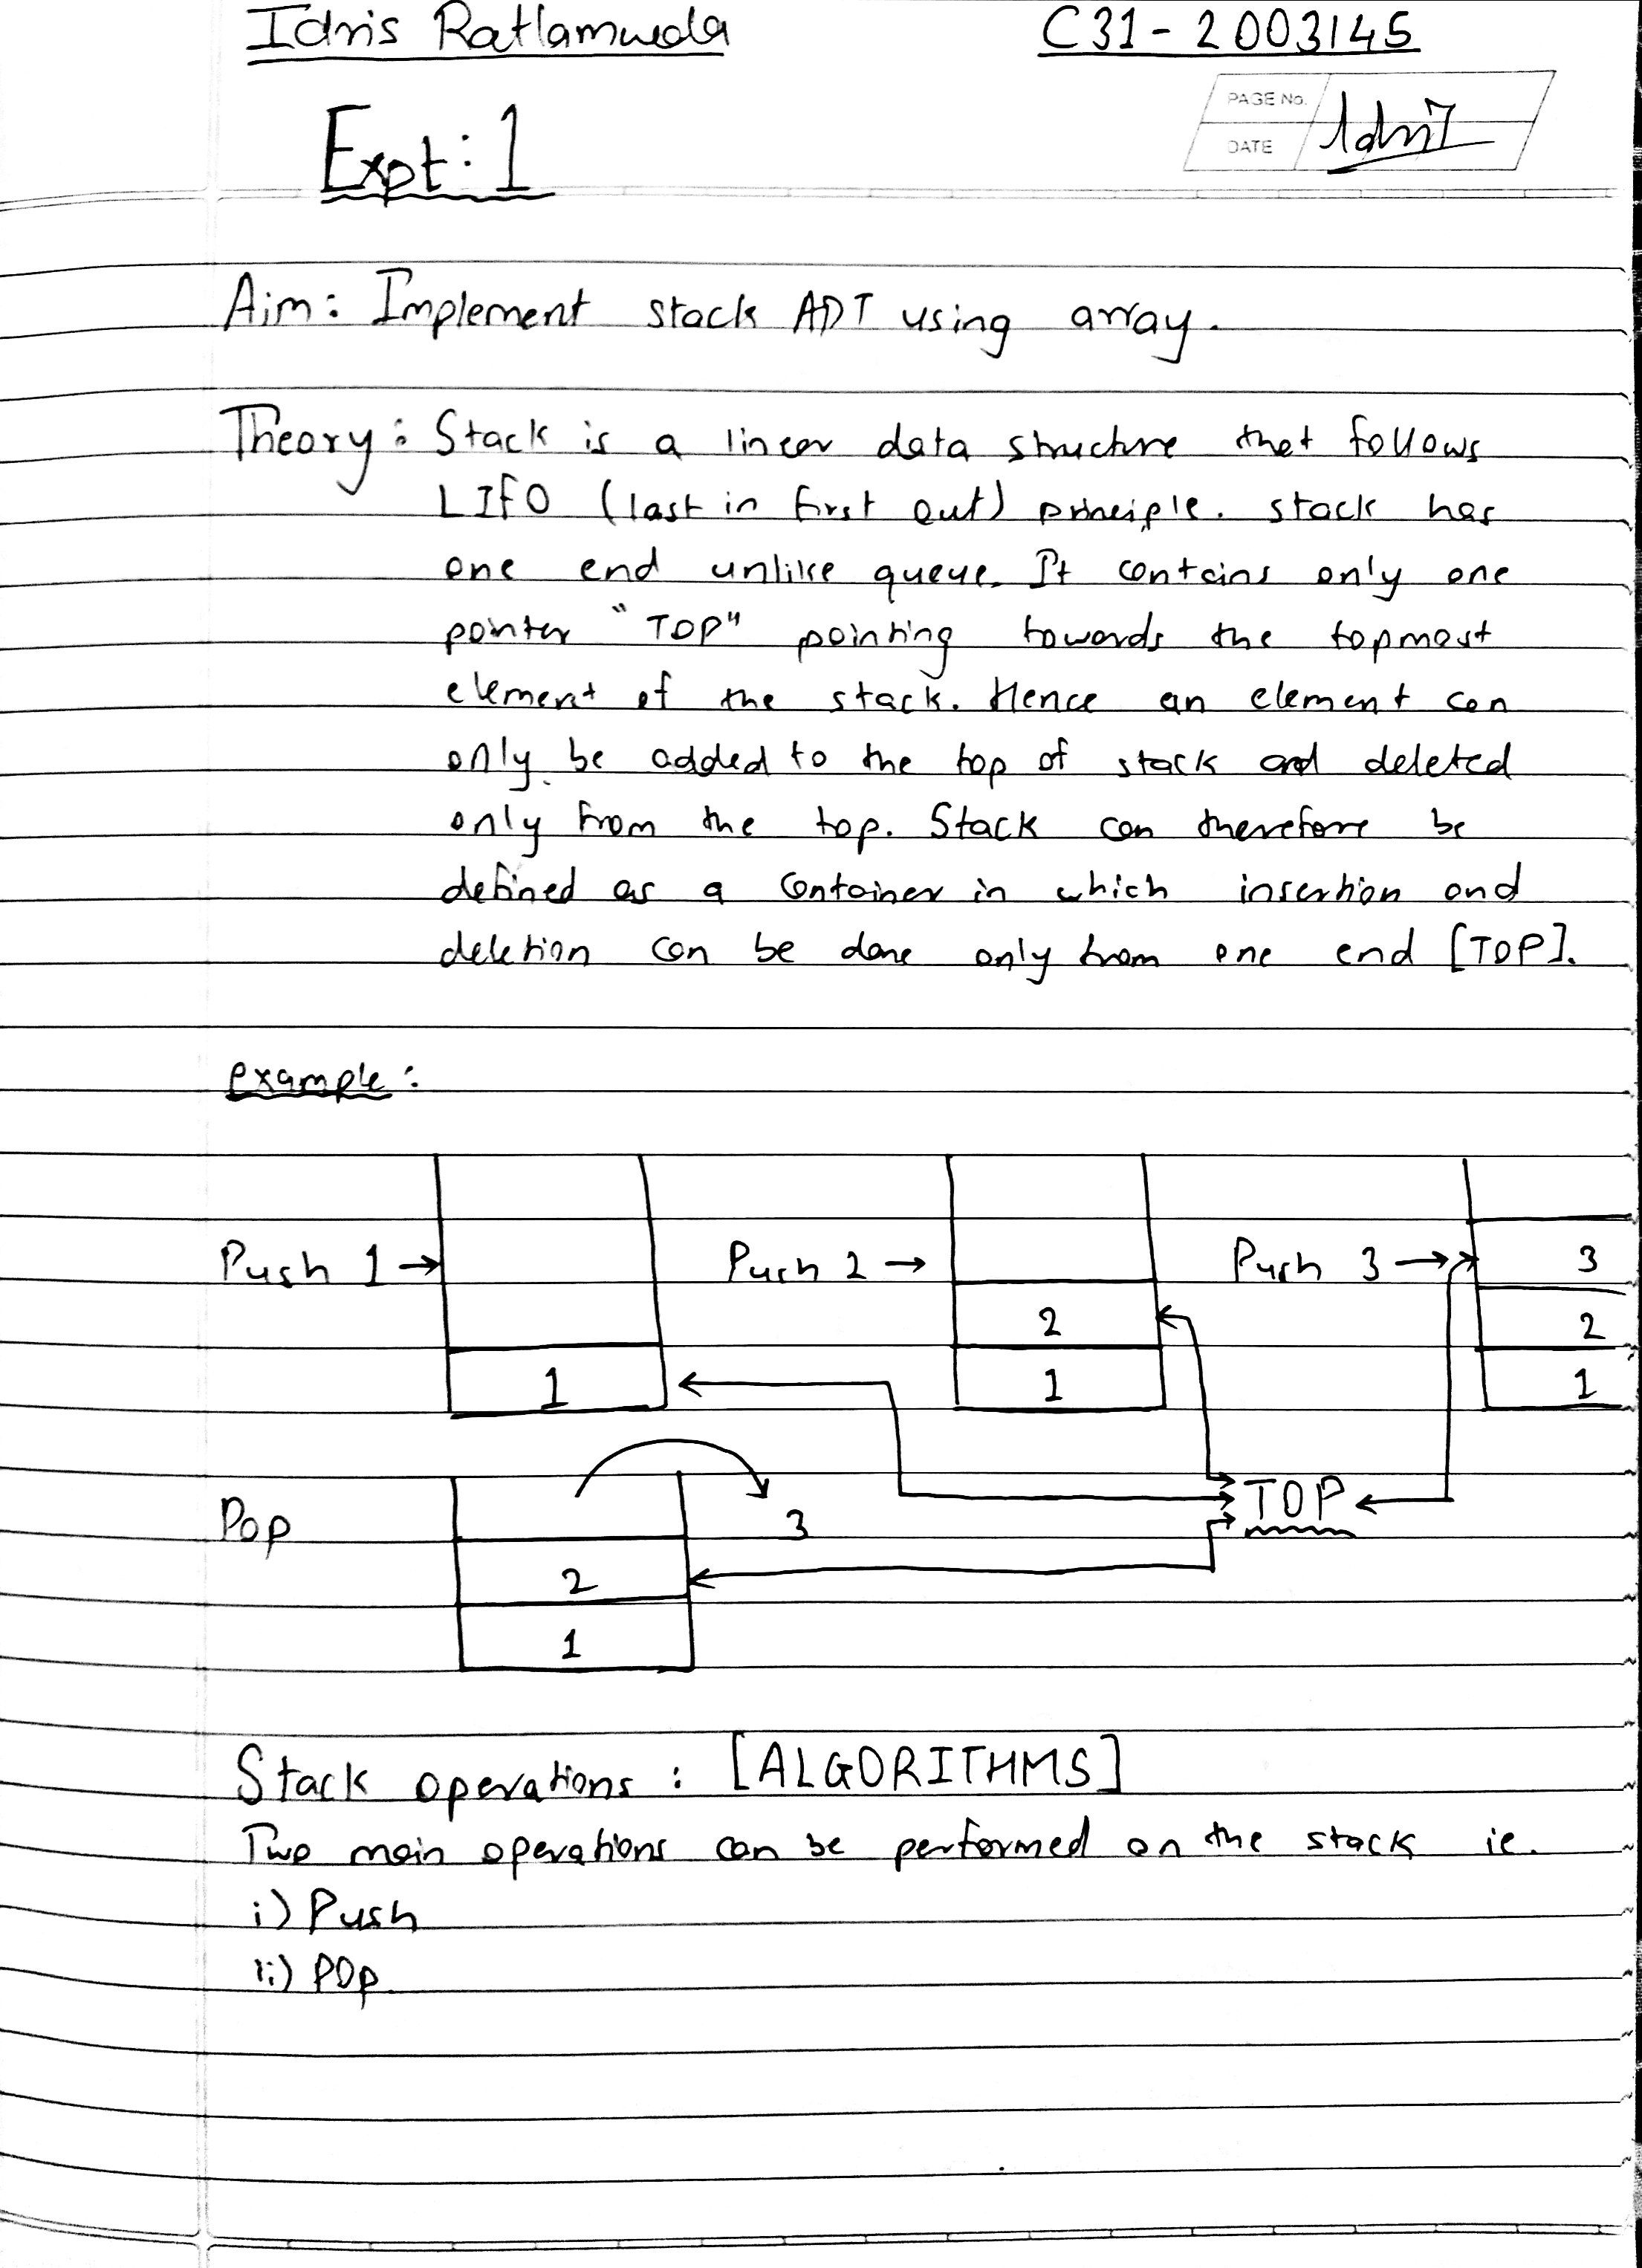 Idris Ratlamwala C31-2003145
PAGE No.
DATE
Idris
Expt: 1
Aim: Implement stack ADT using array.
Theory: Stack is a linear data structure that follows
LIFO (last in first out) principle. stack has
one end unlike queue. It contains only one
pointer "TOP" pointing towards the topmost
element of the stack. Hence an element can
only be added to the top of stack and deleted
only from the top. Stack can therefore be
defined as a container in which insertion and
deletion can be done only from one end [TOP].
example:
Push 1 → Push 2 → Push 3 → 3
2 2
1 1 1
Pop 3 TOP
2
1
Stack operations: [ALGORITHMS]
Two main operations can be performed on the stack ie.
i) Push
ii) POp